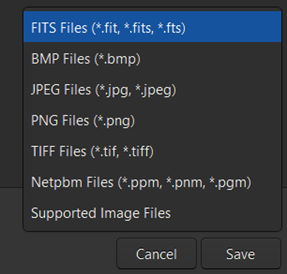 FITS Files (*.fit, *.fits, *.fts)
BMP Files (*.bmp)
JPEG Files (*.jpg, *.jpeg)
PNG Files (*.png)
TIFF Files (*.tif, *.tiff)
Netpbm Files (*.ppm, *.pnm, *.pgm)
Supported Image Files
Cancel Save